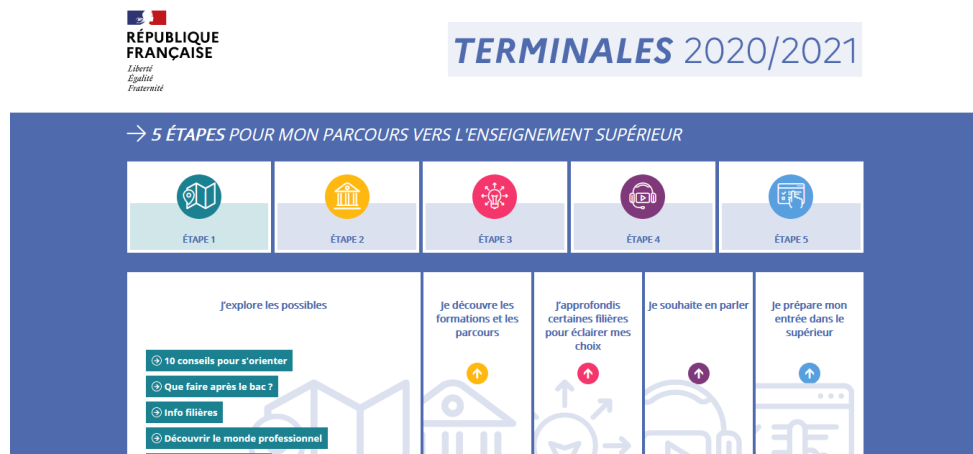 RÉPUBLIQUE
FRANÇAISE
Liberté
Égalité
Fraternité
TERMINALES 2020/2021
5 ÉTAPES POUR MON PARCOURS VERS L'ENSEIGNEMENT SUPÉRIEUR
ÉTAPE 1
ÉTAPE 2
ÉTAPE 3
ÉTAPE 4
ÉTAPE 5
J'explore les possibles
10 conseils pour s'orienter
Que faire après le bac ?
Info filières
Découvrir le monde professionnel
Je découvre les
formations et les
parcours
J'approfondis
certaines filières
pour éclairer mes
choix
Je souhaite en parler
Je prépare mon
entrée dans le
supérieur